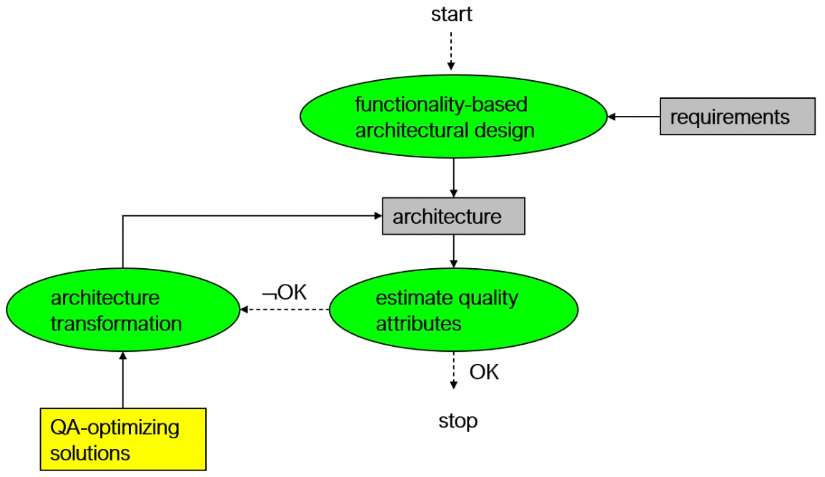 start
functionality-based
architectural design
requirements
architecture
architecture
transformation
¬OK
estimate quality
attributes
OK
QA-optimizing
solutions
stop